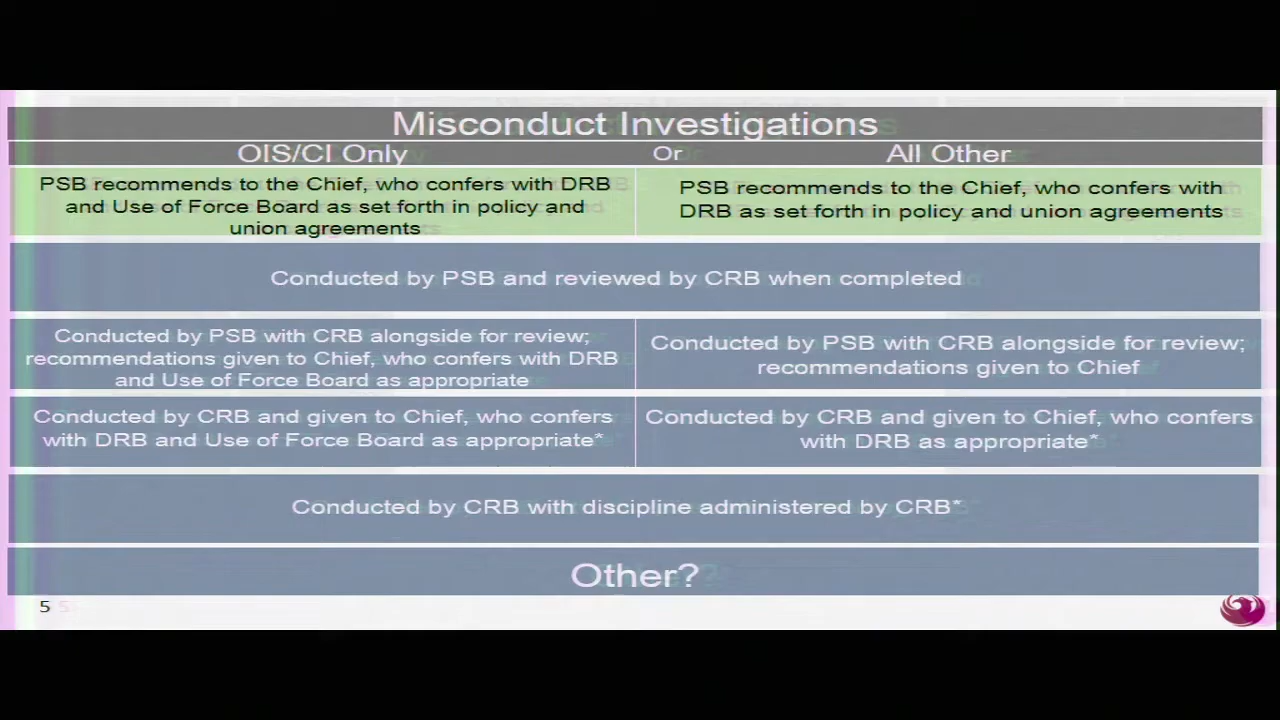 Misconduct Investigations
OIS/CI Only Or All Other
PSB recommends to the Chief, who confers with DRB
and Use of Force Board as set forth in policy and
union agreements
PSB recommends to the Chief, who confers with
DRB as set forth in policy and union agreements
Conducted by PSB and reviewed by CRB when completed
Conducted by PSB with CRB alongside for review;
recommendations given to Chief, who confers with DRB
and Use of Force Board as appropriate
Conducted by PSB with CRB alongside for review;
recommendations given to Chief
Conducted by CRB and given to Chief, who confers
with DRB and Use of Force Board as appropriate*
Conducted by CRB and given to Chief, who confers
with DRB as appropriate*
Conducted by CRB with discipline administered by CRB*
Other?
5